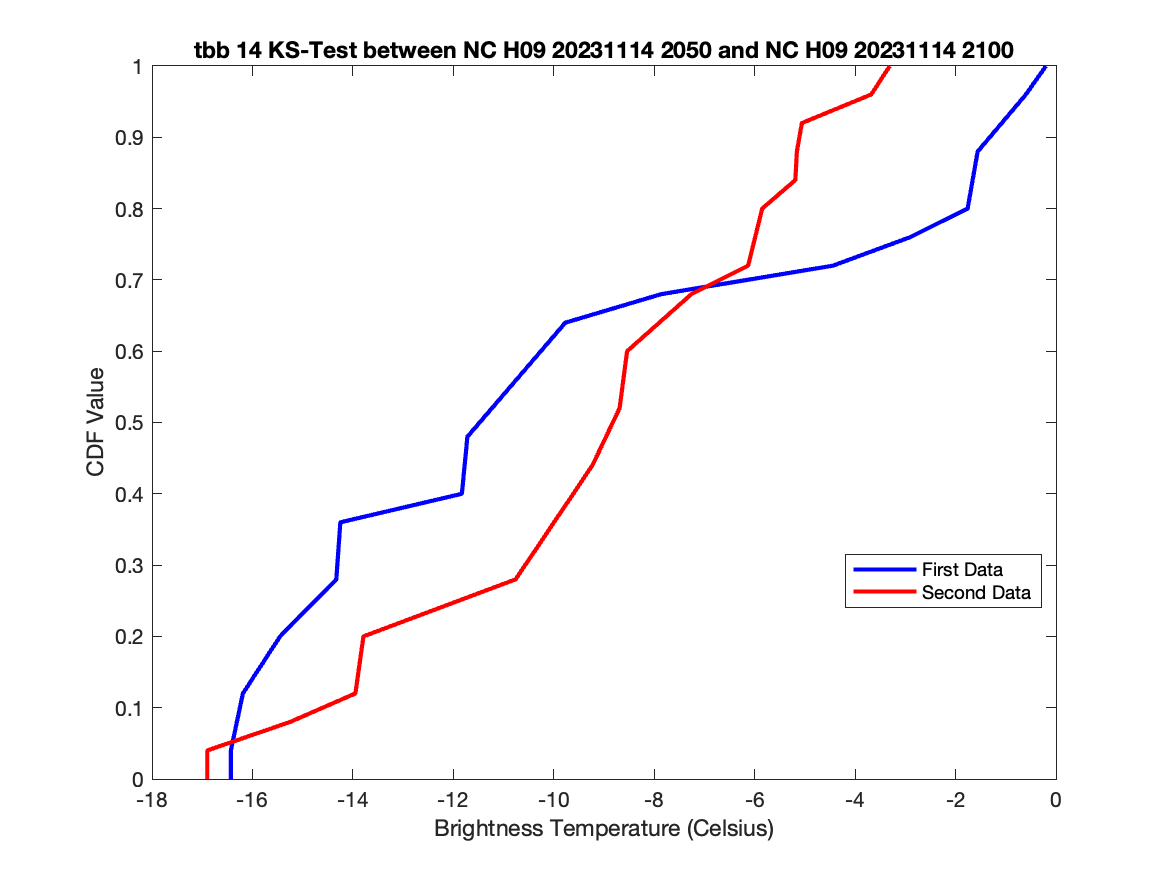 tbb 14 KS-Test between NC H09 20231114 2050 and NC H09 20231114 2100
1
0.9
0.8
0.7
0.6
0.5
0.4
0.3
0.2
0.1
0
CDF Value
First Data
Second Data
-18 -16 -14 -12 -10 -8 -6 -4 -2 0
Brightness Temperature (Celsius)